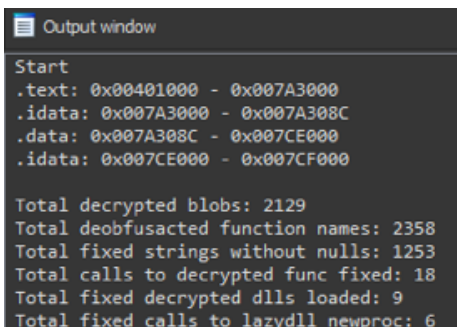 Output window
Start
.text: 0x00401000 - 0x007A3000
.idata: 0x007A3000 - 0x007A308C
.data: 0x007A308C - 0x007CE000
.idata: 0x007CE000 - 0x007CF000
Total decrypted blobs: 2129
Total deobfusacted function names: 2358
Total fixed strings without nulls: 1253
Total calls to decrypted func fixed: 18
Total fixed decrypted dlls loaded: 9
Total fixed calls to lazydll newproc: 6